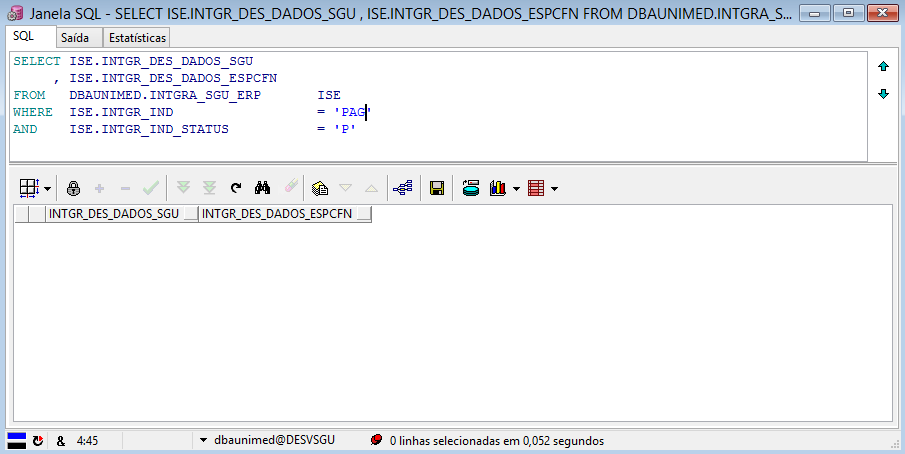 Janela SQL - SELECT ISE.INTGR_DES_DADOS_SGU , ISE.INTGR_DES_DADOS_ESPCFN FROM DBAUNIMED.INTGRA_S...
SQL Saída Estatísticas
SELECT ISE.INTGR_DES_DADOS_SGU
, ISE.INTGR_DES_DADOS_ESPCFN
FROM DBAUNIMED.INTGRA_SGU_ERP ISE
WHERE ISE.INTGR_IND = 'PAG'
AND ISE.INTGR_IND_STATUS = 'P'
INTGR_DES_DADOS_SGU INTGR_DES_DADOS_ESPCFN
& 4:45 dbaunimed@DESVSGU 0 linhas selecionadas em 0,052 segundos